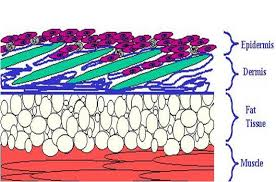 Epidermis
Dermis
Fat
Tissue
Muscle